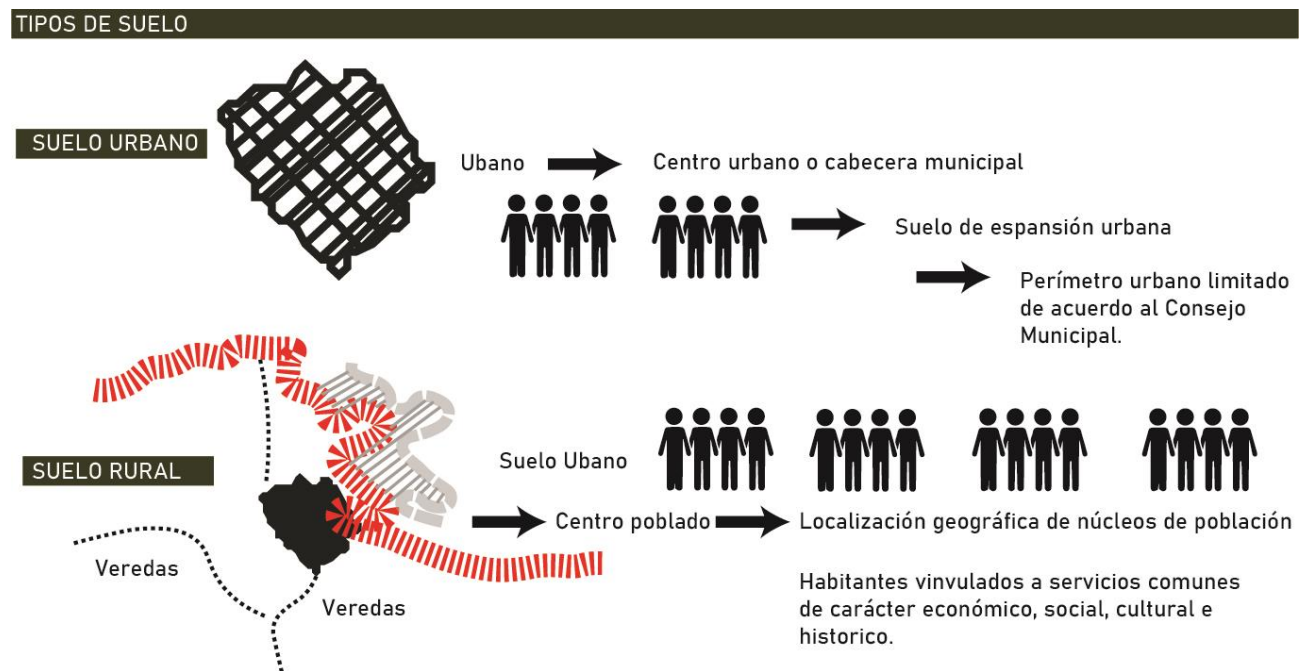 TIPOS DE SUELO
SUELO URBANO
Ubano
Centro urbano o cabecera municipal
Suelo de espansión urbana
Perímetro urbano limitado
de acuerdo al Consejo
Municipal.
SUELO RURAL
Suelo Ubano
Centro poblado
Localización geográfica de núcleos de población
Veredas
Veredas
Habitantes vinvulados a servicios comunes
de carácter económico, social, cultural e
historico.